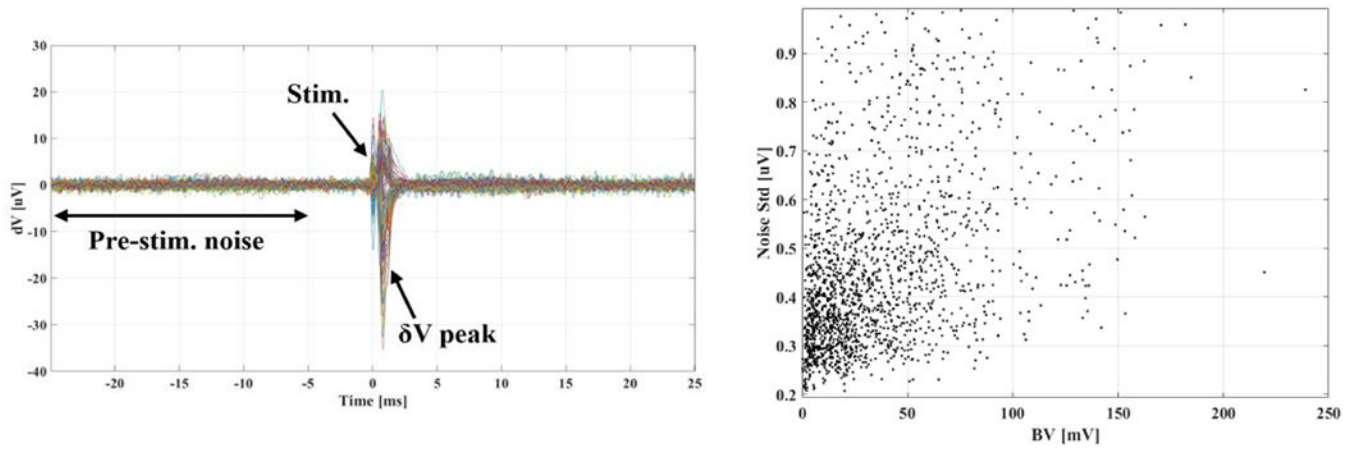 30
20
10
0
-10
-20
-30
-40
dV [uV]
Stim.
Pre-stim. noise
δV peak
-20 -15 -10 -5 0 5 10 15 20 25
Time [ms]
0.9
0.8
0.7
0.6
0.5
0.4
0.3
0.2
Noise Std [uV]
0 50 100 150 200 250
BV [mV]